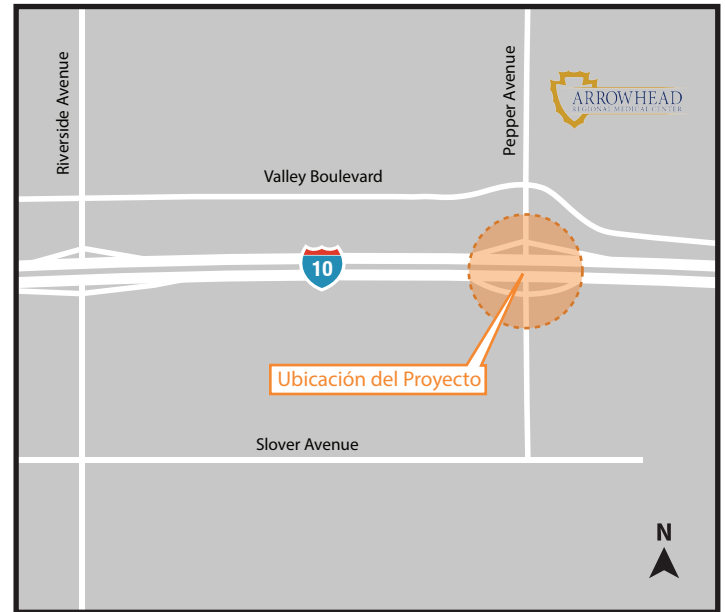 Riverside Avenue
Pepper Avenue
ARROWHEAD
REGIONAL MEDICAL CENTER
Valley Boulevard
10
Ubicación del Proyecto
Slover Avenue
N